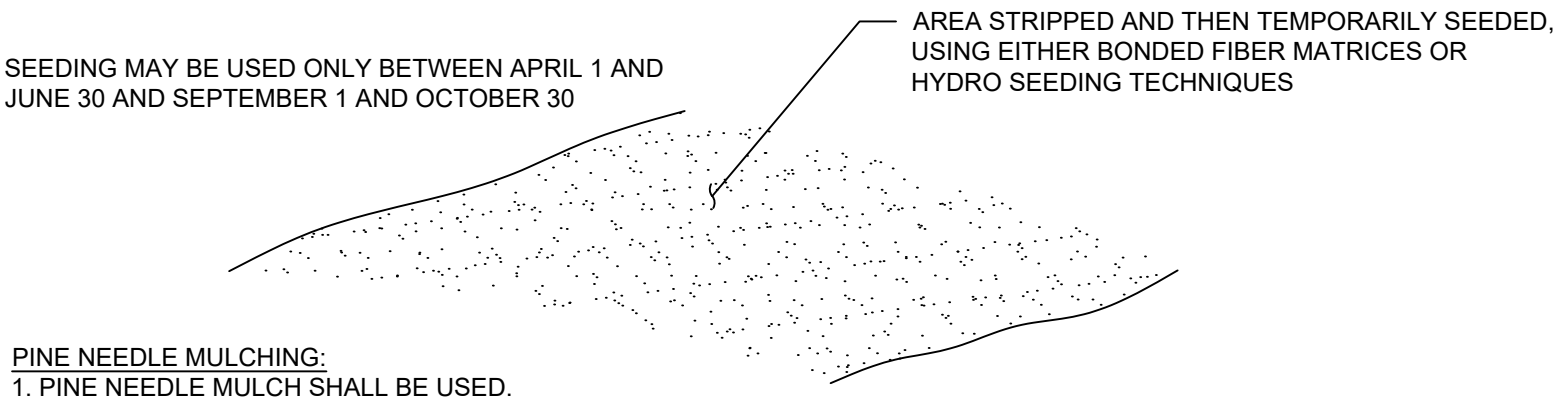 AREA STRIPPED AND THEN TEMPORARILY SEEDED,
USING EITHER BONDED FIBER MATRICES OR
HYDRO SEEDING TECHNIQUES
SEEDING MAY BE USED ONLY BETWEEN APRIL 1 AND
JUNE 30 AND SEPTEMBER 1 AND OCTOBER 30
PINE NEEDLE MULCHING:
1. PINE NEEDLE MULCH SHALL BE USED.